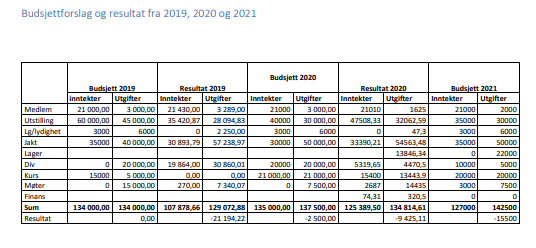 Budsjettforslag og resultat fra 2019, 2020 og 2021
Budsjett 2019 Resultat 2019 Budsjett 2020 Resultat 2020 Budsjett 2021
inntekter Utgifter Inntekter Utgifter Inntekter Utgifter Inntekter Utgifter Inntekter Utgifter
Medlem 21 000,00 3 000,00 21 430,00 3 289,00 21000 3 000,00 21010 1625 21000 2000
Utstilling 60 000,00 45 000,00 35 420,87 28 094,83 40000 30 000,00 47508,33 32062,59 35000 30000
Lg/lydighet 3000 6000 0 2 250,00 3000 6000 0 47,3 3000 6000
Jakt 35000 40 000,00 30 893,79 57 238,97 30000 50 000,00 33390,21 54563,48 35000 50000
Lager 13846,34 0 22000
Div 0 20 000,00 19 864,00 30 860,01 20000 20 000,00 5319,65 4470,5 10000 5000
Kurs 15000 5 000,00 0,00 0,00 21 000,00 21 000,00 15400 13443,9 20000 20000
Møter 0 15 000,00 270,00 7 340,07 0 7 500,00 2687 14435 3000 7500
Finans 74,31 320,5 0 0
Sum 134 000,00 134 000,00 107 878,66 129 072,88 135 000,00 137 500,00 125 389,50 134 814,61 127000 142500
Resultat 0,00 -21 194,22 -2 500,00 -9 425,11 -15500